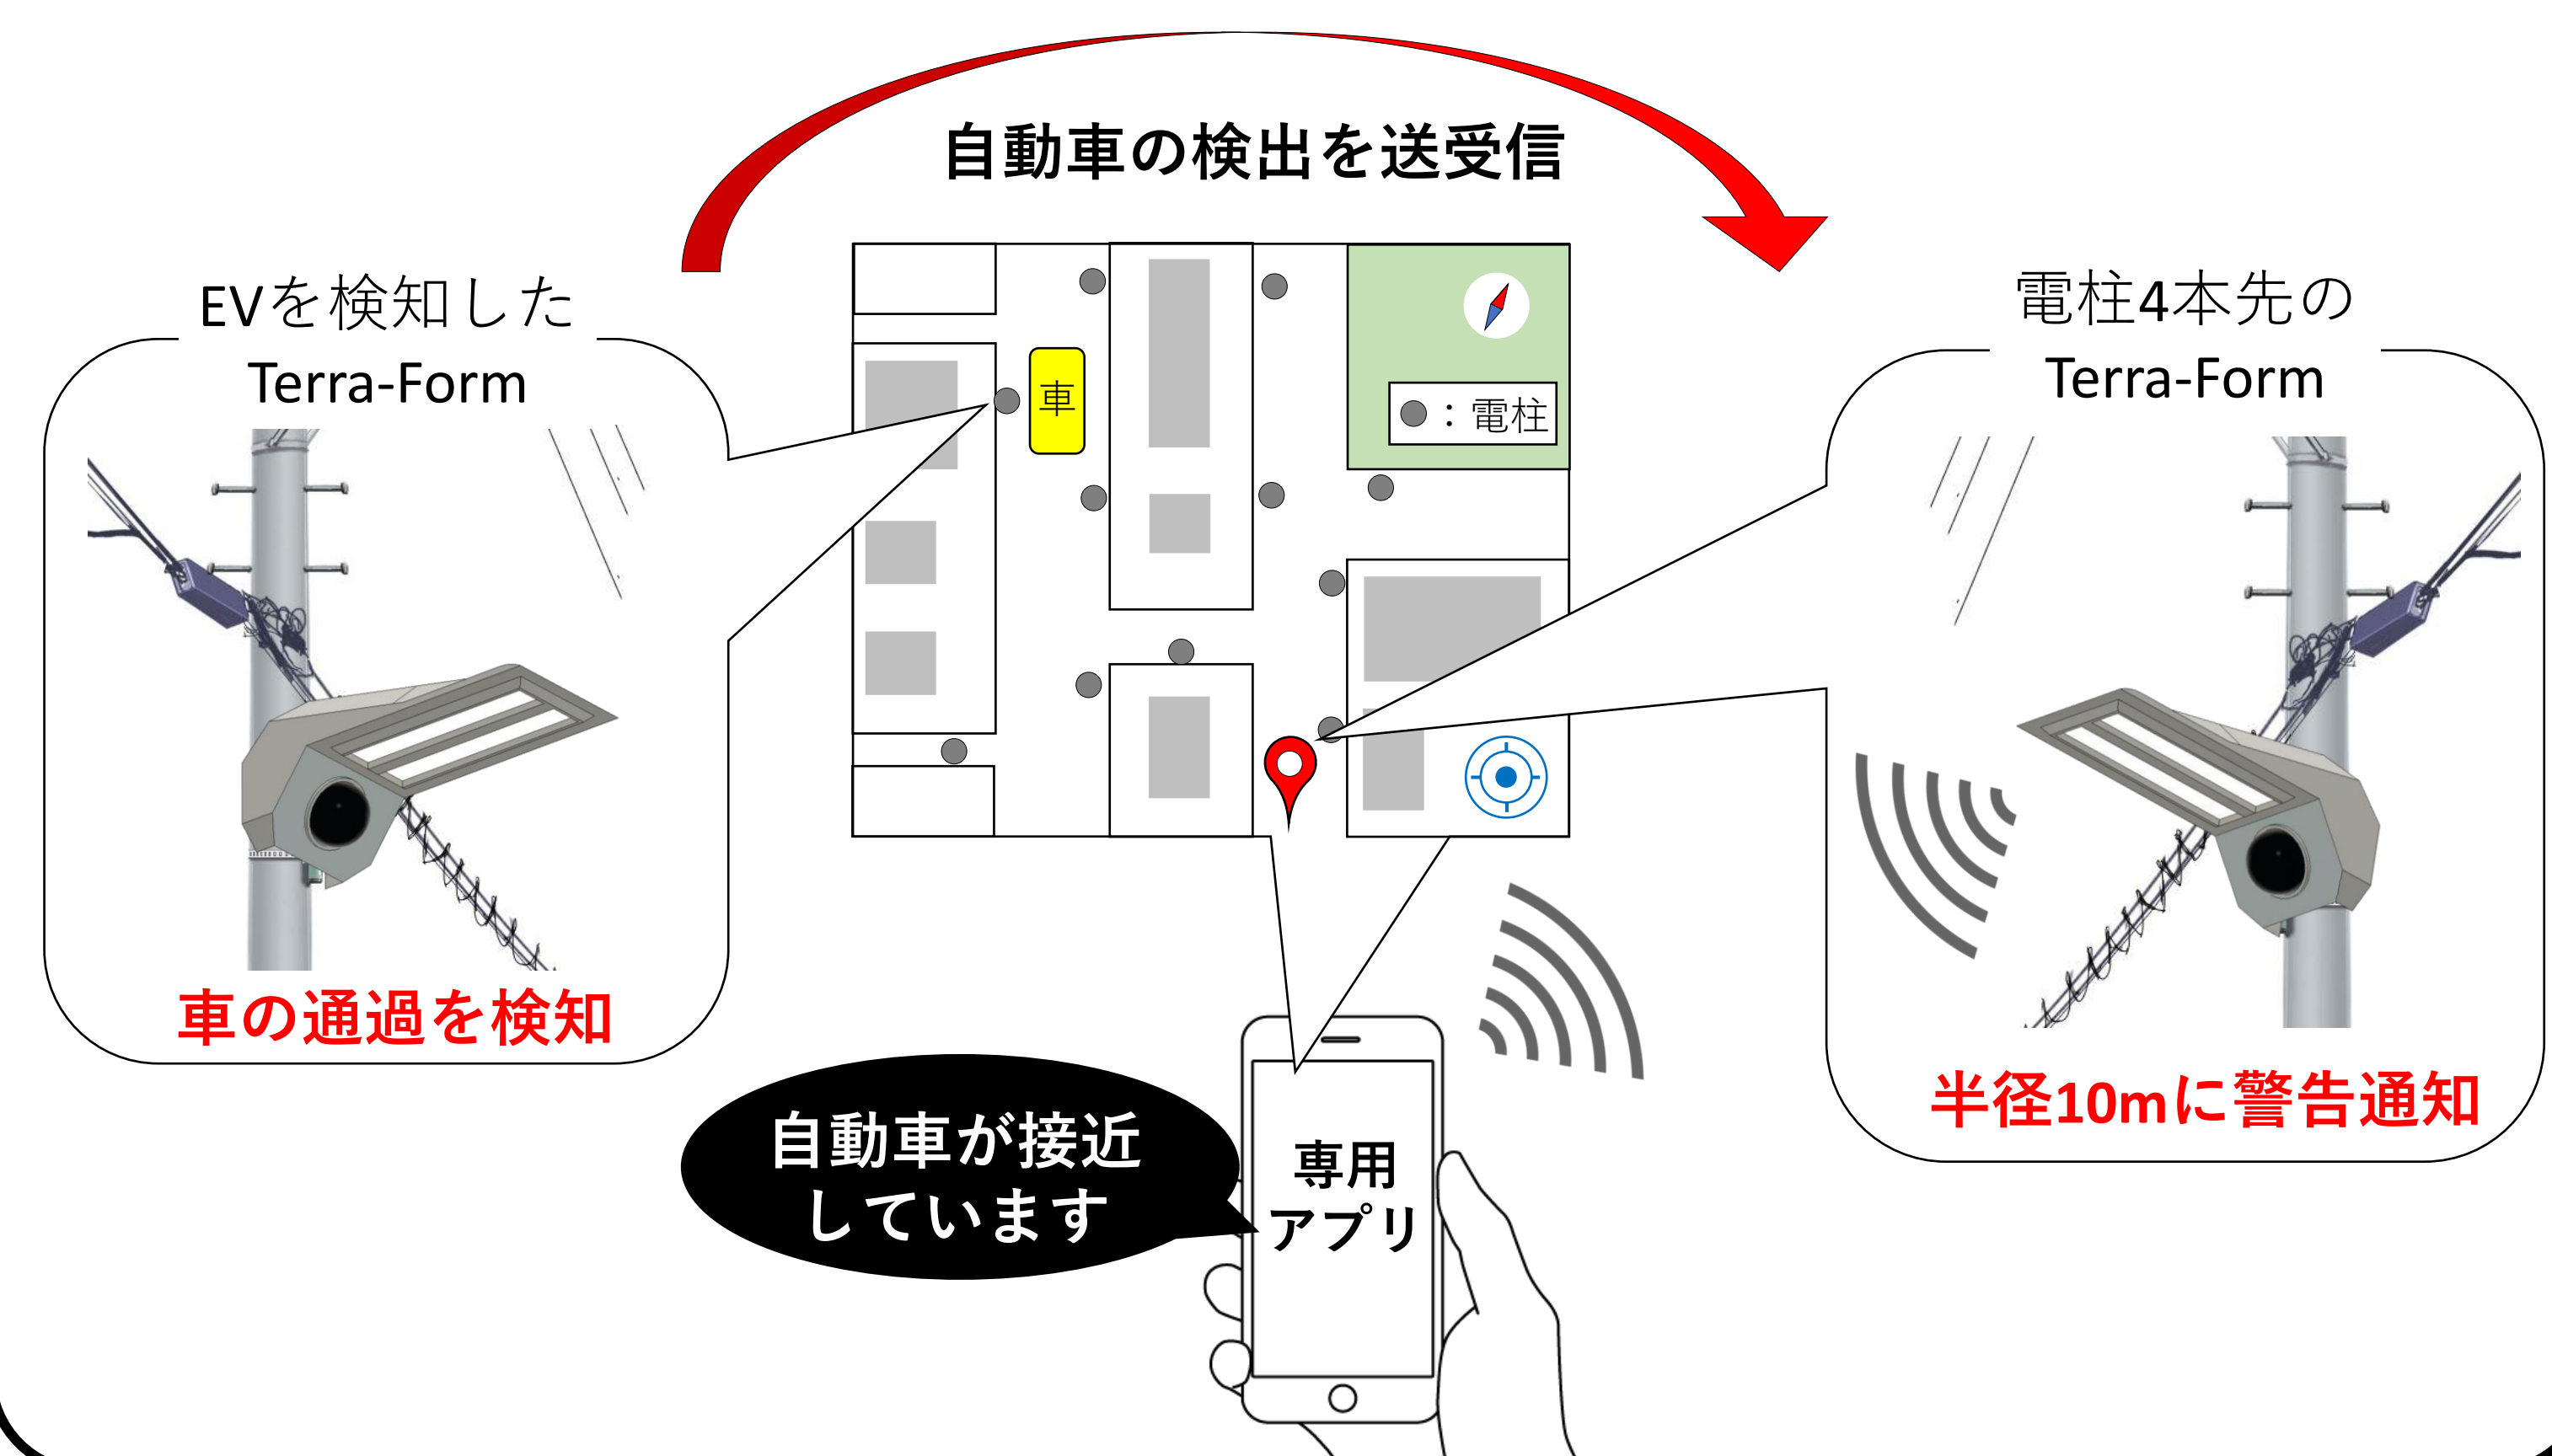 自動車の検出を送受信
EVを検知した
Terra-Form
車の通過を検知
車
：電柱
電柱4本先の
Terra-Form
半径10mに警告通知
自動車が接近
しています
専用
アプリ